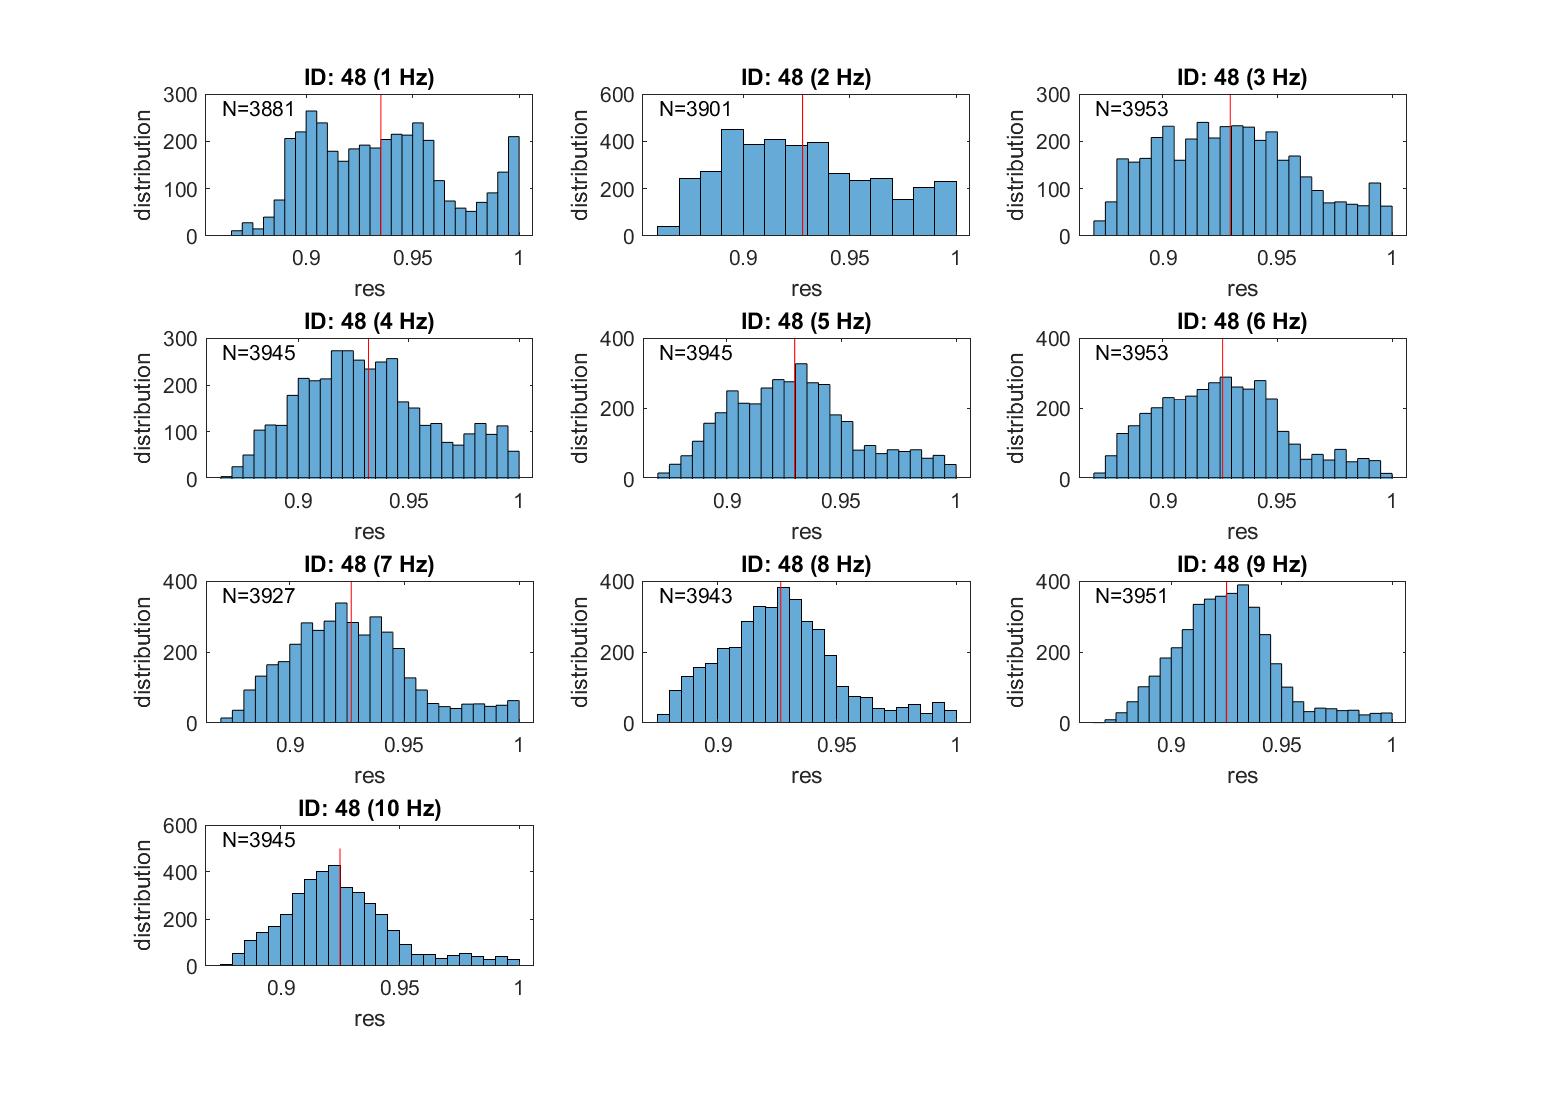 ID: 48 (1 Hz)
N=3881
300
200
100
0
distribution
0.9
0.95
1
res
ID: 48 (2 Hz)
N=3901
600
400
200
0
distribution
0.9
0.95
1
res
ID: 48 (3 Hz)
N=3953
300
200
100
0
distribution
0.9
0.95
1
res
ID: 48 (4 Hz)
N=3945
300
200
100
0
distribution
0.9
0.95
1
res
ID: 48 (5 Hz)
N=3945
400
200
0
distribution
0.9
0.95
1
res
ID: 48 (6 Hz)
N=3953
400
200
0
distribution
0.9
0.95
1
res
ID: 48 (7 Hz)
N=3927
400
200
0
distribution
0.9
0.95
1
res
ID: 48 (8 Hz)
N=3943
400
200
0
distribution
0.9
0.95
1
res
ID: 48 (9 Hz)
N=3951
400
200
0
distribution
0.9
0.95
1
res
ID: 48 (10 Hz)
N=3945
600
400
200
0
distribution
0.9
0.95
1
res